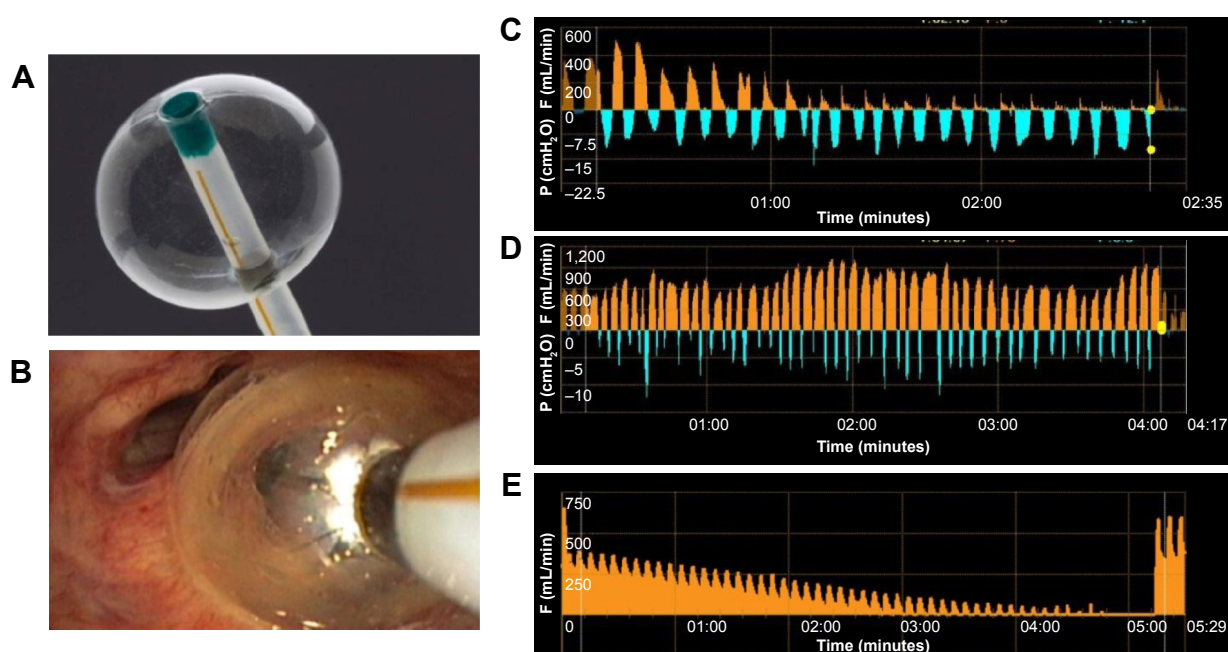 A
B
C
F (mL/min)
P (cmH2O)
600
400
200
0
–7.5
–15
–22.5
01:00
02:00
02:35
Time (minutes)
D
F (mL/min)
P (cmH2O)
1,200
900
600
300
0
–5
–10
01:00
02:00
03:00
04:00
04:17
Time (minutes)
E
F (mL/min)
750
500
250
0
01:00
02:00
03:00
04:00
05:00
05:29
Time (minutes)